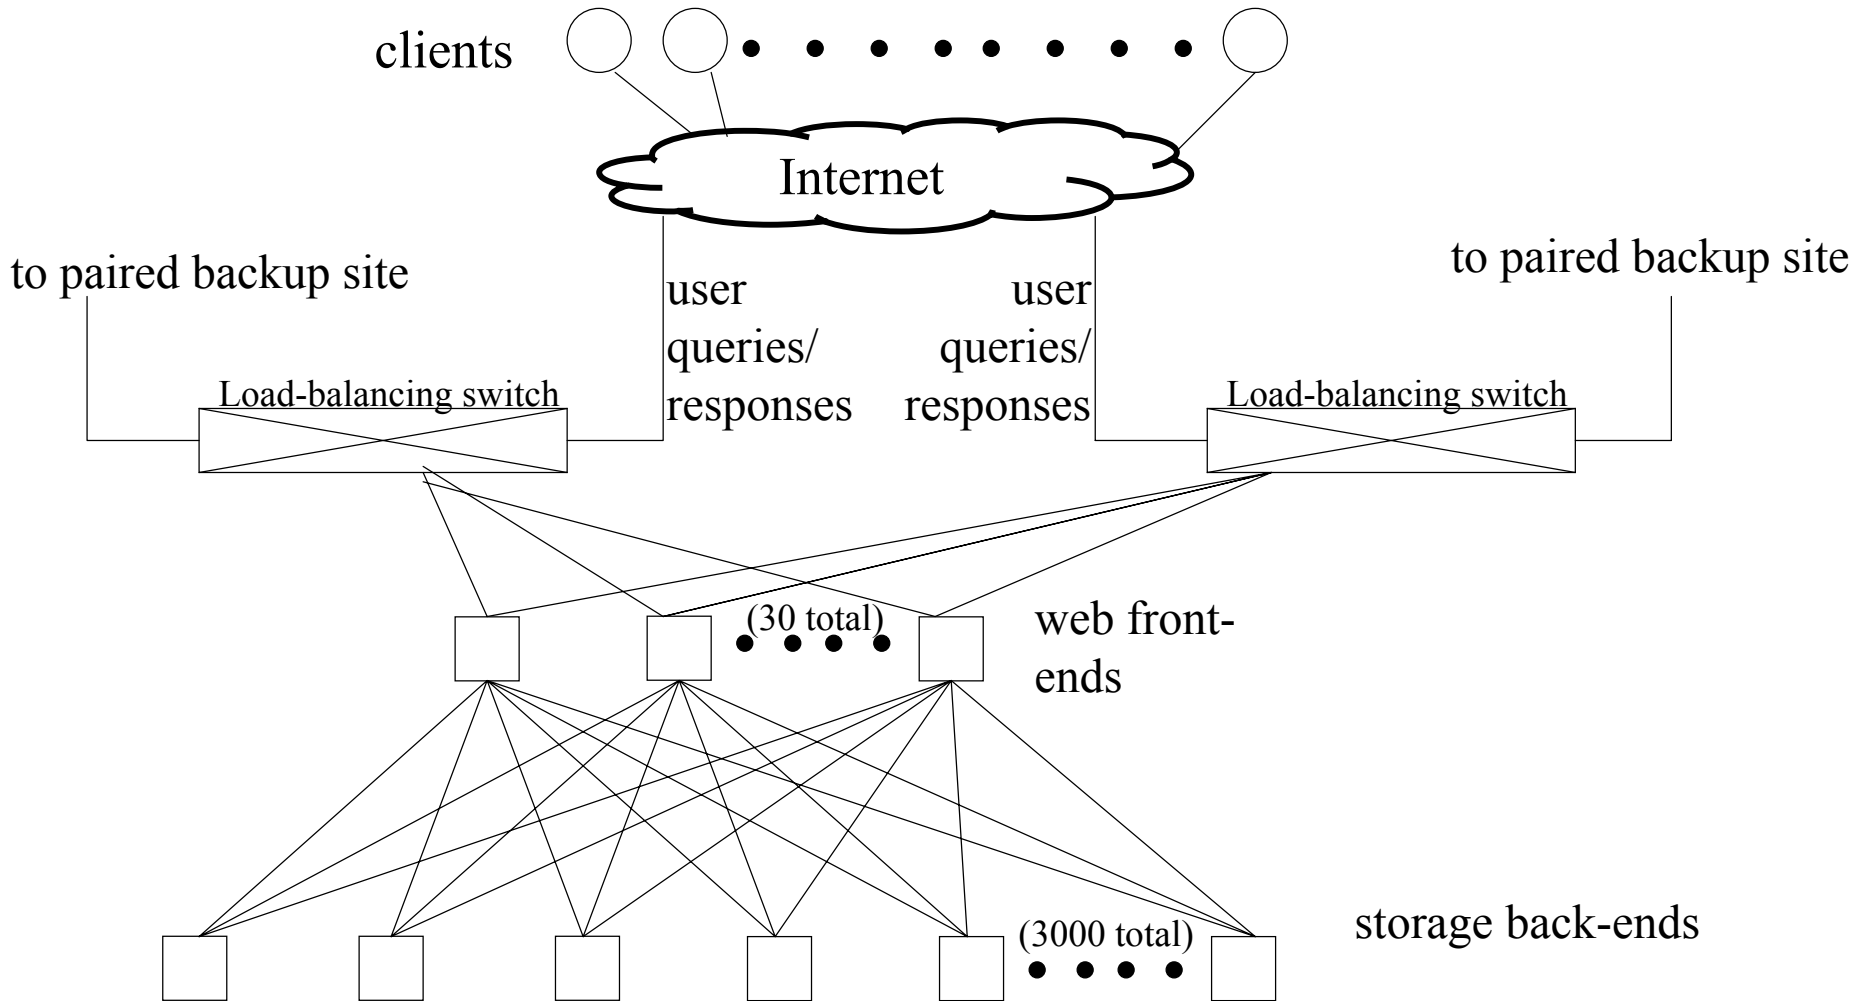 clients
Internet
to paired backup site
to paired backup site
user
queries/
responses
user
queries/
responses
Load-balancing switch
Load-balancing switch
(30 total)
web front-
ends
(3000 total)
storage back-ends